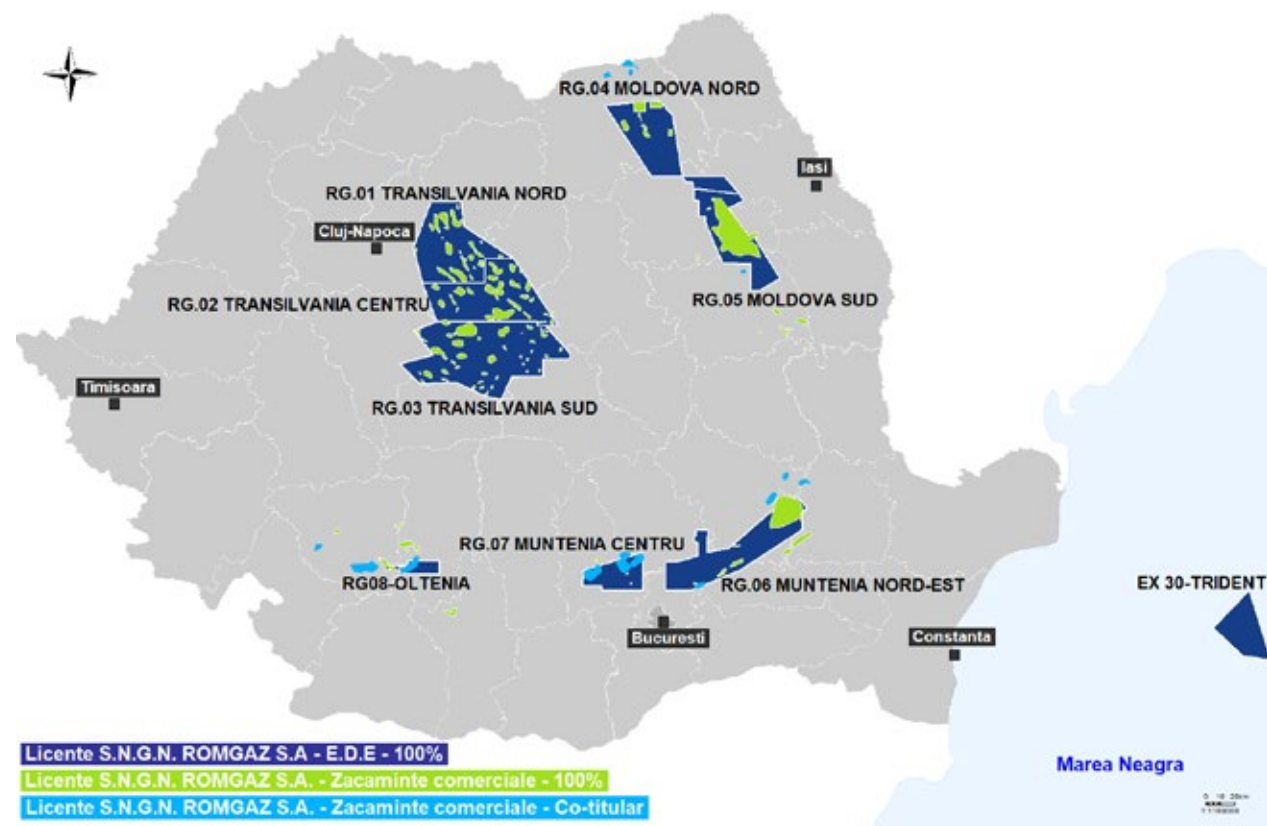 RG.04 MOLDOVA NORD
Iasi
RG.01 TRANSILVANIA NORD
Cluj-Napoca
RG.02 TRANSILVANIA CENTRU
RG.05 MOLDOVA SUD
Timisoara
RG.03 TRANSILVANIA SUD
RG.07 MUNTENIA CENTRU
RG08-OLTENIA
RG.06 MUNTENIA NORD-EST
EX 30-TRIDENT
Bucuresti
Constanta
Licente S.N.G.N. ROMGAZ S.A - E.D.E - 100%
Licente S.N.G.N. ROMGAZ S.A. - Zacaminte comerciale - 100%
Licente S.N.G.N. ROMGAZ S.A. - Zacaminte comerciale - Co-titular
Marea Neagra